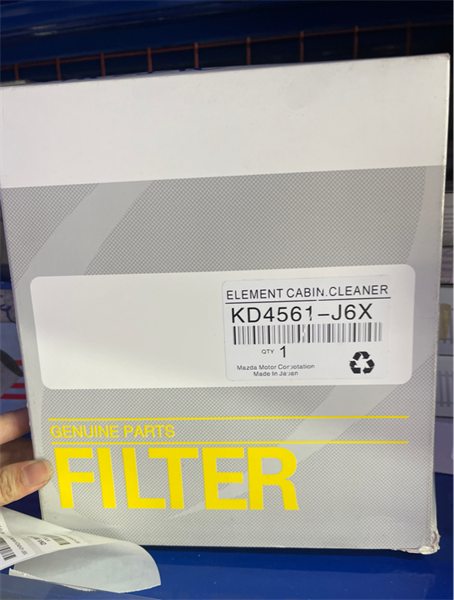 ELEMENT CABIN.CLEANER
KD4561-J6X
QTY 1
Mazda Motor Corporation
Made In Japan
GENUINE PARTS
FILTER